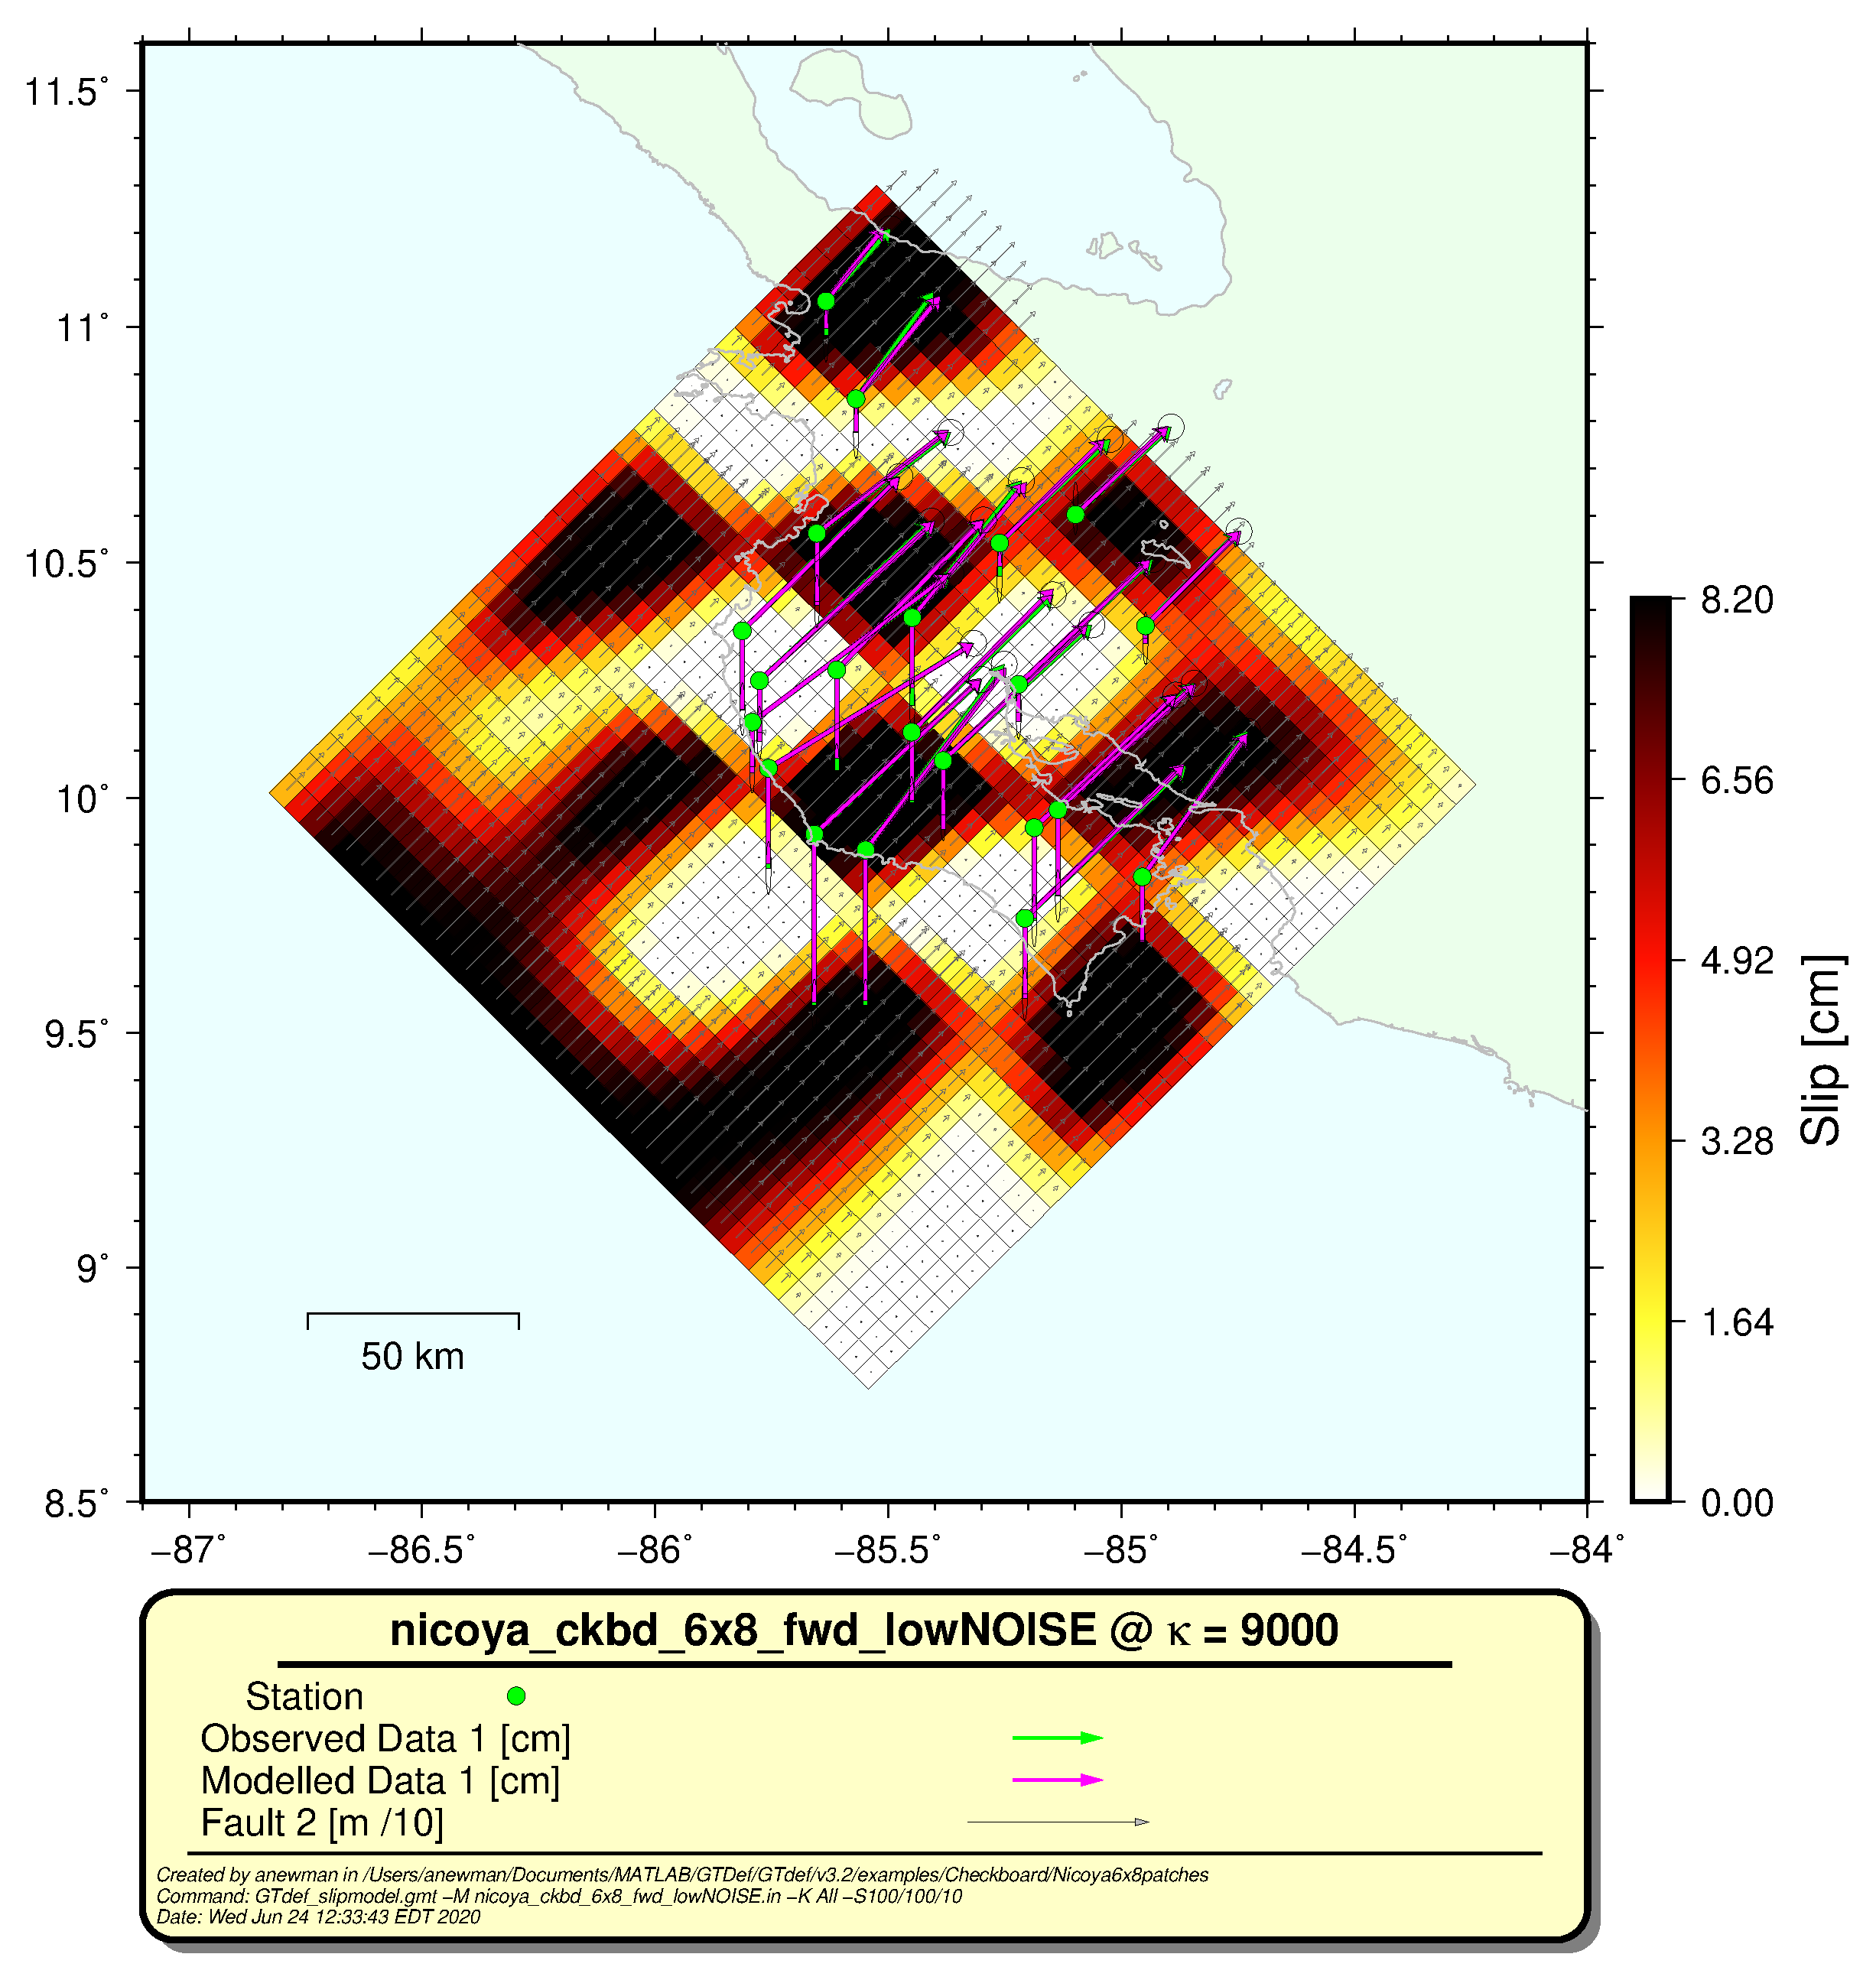 11.5°
11°
10.5°
10°
9.5°
9°
8.5°
−87°
−86.5°
−86°
−85.5°
−85°
−84.5°
−84°
50 km
8.20
6.56
4.92
3.28
1.64
0.00
Slip [cm]
nicoya_ckbd_6x8_fwd_lowNOISE @ κ = 9000
Station
Observed Data 1 [cm]
Modelled Data 1 [cm]
Fault 2 [m /10]
Created by anewman in /Users/anewman/Documents/MATLAB/GTDef/GTdef/v3.2/examples/Checkboard/Nicoya6x8patches
Command: GTdef_slipmodel.gmt −M nicoya_ckbd_6x8_fwd_lowNOISE.in −K All −S100/100/10
Date: Wed Jun 24 12:33:43 EDT 2020